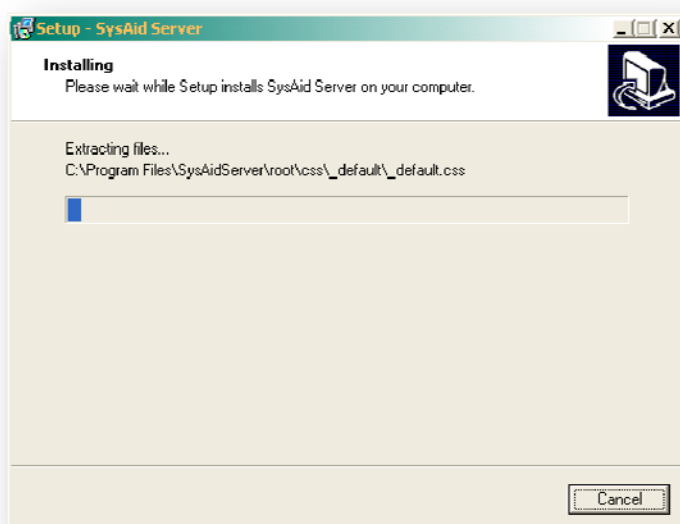 Setup - SysAid Server
Installing
Please wait while Setup installs SysAid Server on your computer.
Extracting files...
C:\Program Files\SysAidServer\root\css\_default\_default.css
Cancel